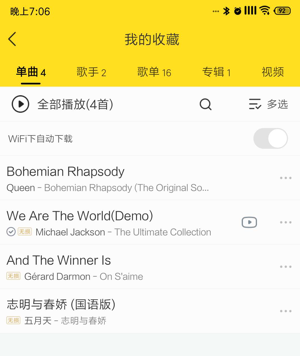 晚上7:06
92
我的收藏
单曲 4 歌手 2 歌单 16 专辑 1 视频
全部播放(4首) 多选
WiFi下自动下载
Bohemian Rhapsody
Queen – Bohemian Rhapsody (The Original So...
We Are The World(Demo)
无损 Michael Jackson – The Ultimate Collection
And The Winner Is
无损 Gérard Darmon – On S'aime
志明与春娇 (国语版)
无损 五月天 – 志明与春娇